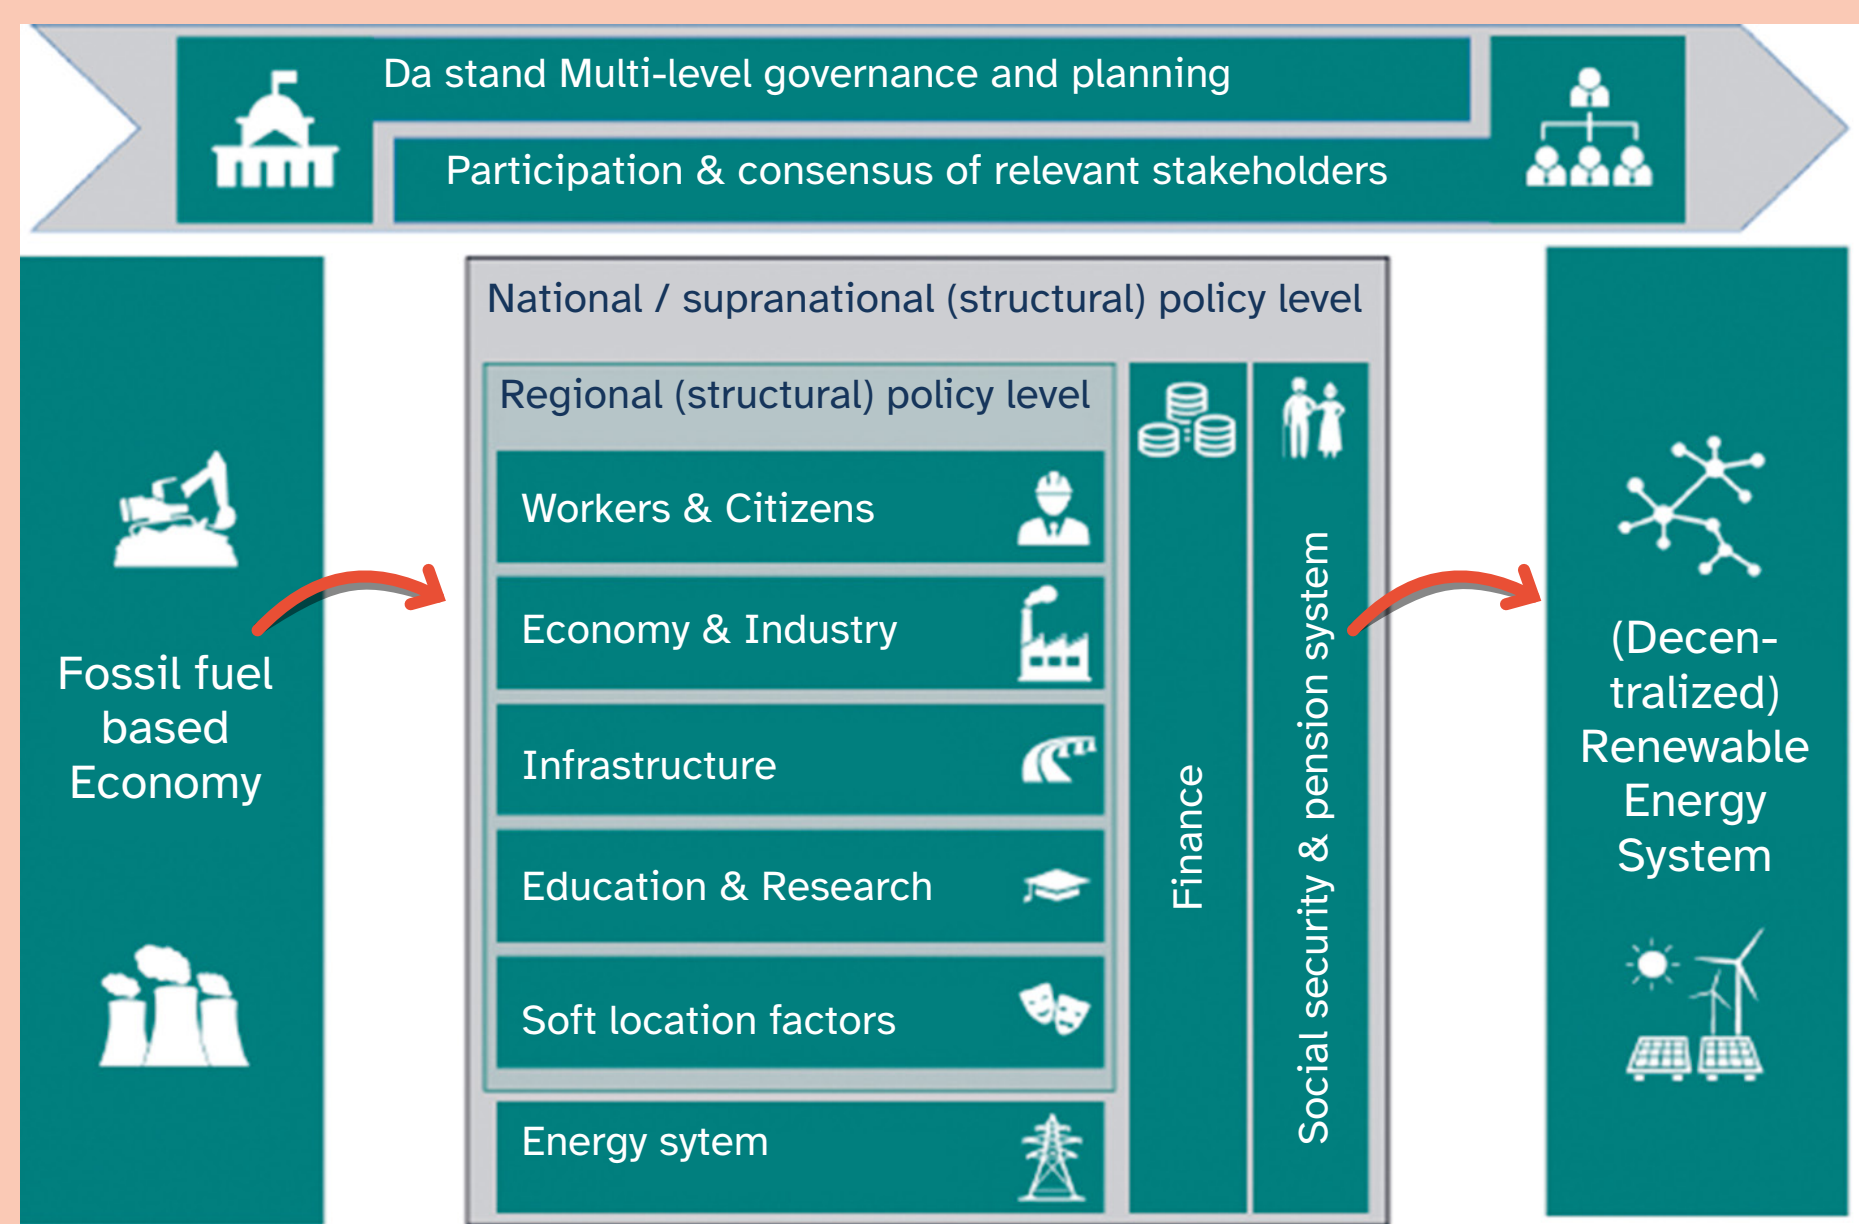 Da stand Multi-level governance and planning
Participation & consensus of relevant stakeholders
Fossil fuel
based
Economy
National / supranational (structural) policy level
Regional (structural) policy level
Workers & Citizens
Economy & Industry
Infrastructure
Education & Research
Soft location factors
Energy sytem
Finance
Social security & pension system
(Decen-
tralized)
Renewable
Energy
System